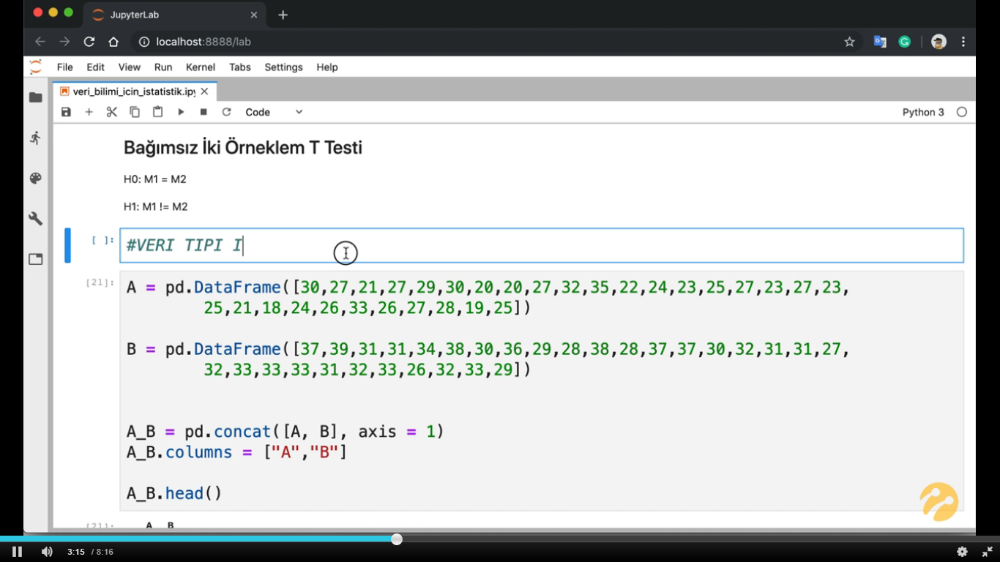 JupyterLab
localhost:8888/lab
File Edit View Run Kernel Tabs Settings Help
veri_bilimi_icin_istatistik.ipy
Code
Python 3
Bağımsız İki Örneklem T Testi
H0: M1 = M2
H1: M1 != M2
[ ]:
#VERI TIPI I
[21]:
A = pd.DataFrame([30,27,21,27,29,30,20,20,27,32,35,22,24,23,25,27,23,27,23,
25,21,18,24,26,33,26,27,28,19,25])
B = pd.DataFrame([37,39,31,31,34,38,30,36,29,28,38,28,37,37,30,32,31,31,27,
32,33,33,33,31,32,33,26,32,33,29])
A_B = pd.concat([A, B], axis = 1)
A_B.columns = ["A","B"]
A_B.head()
[21]:
A B
3:15 / 8:16